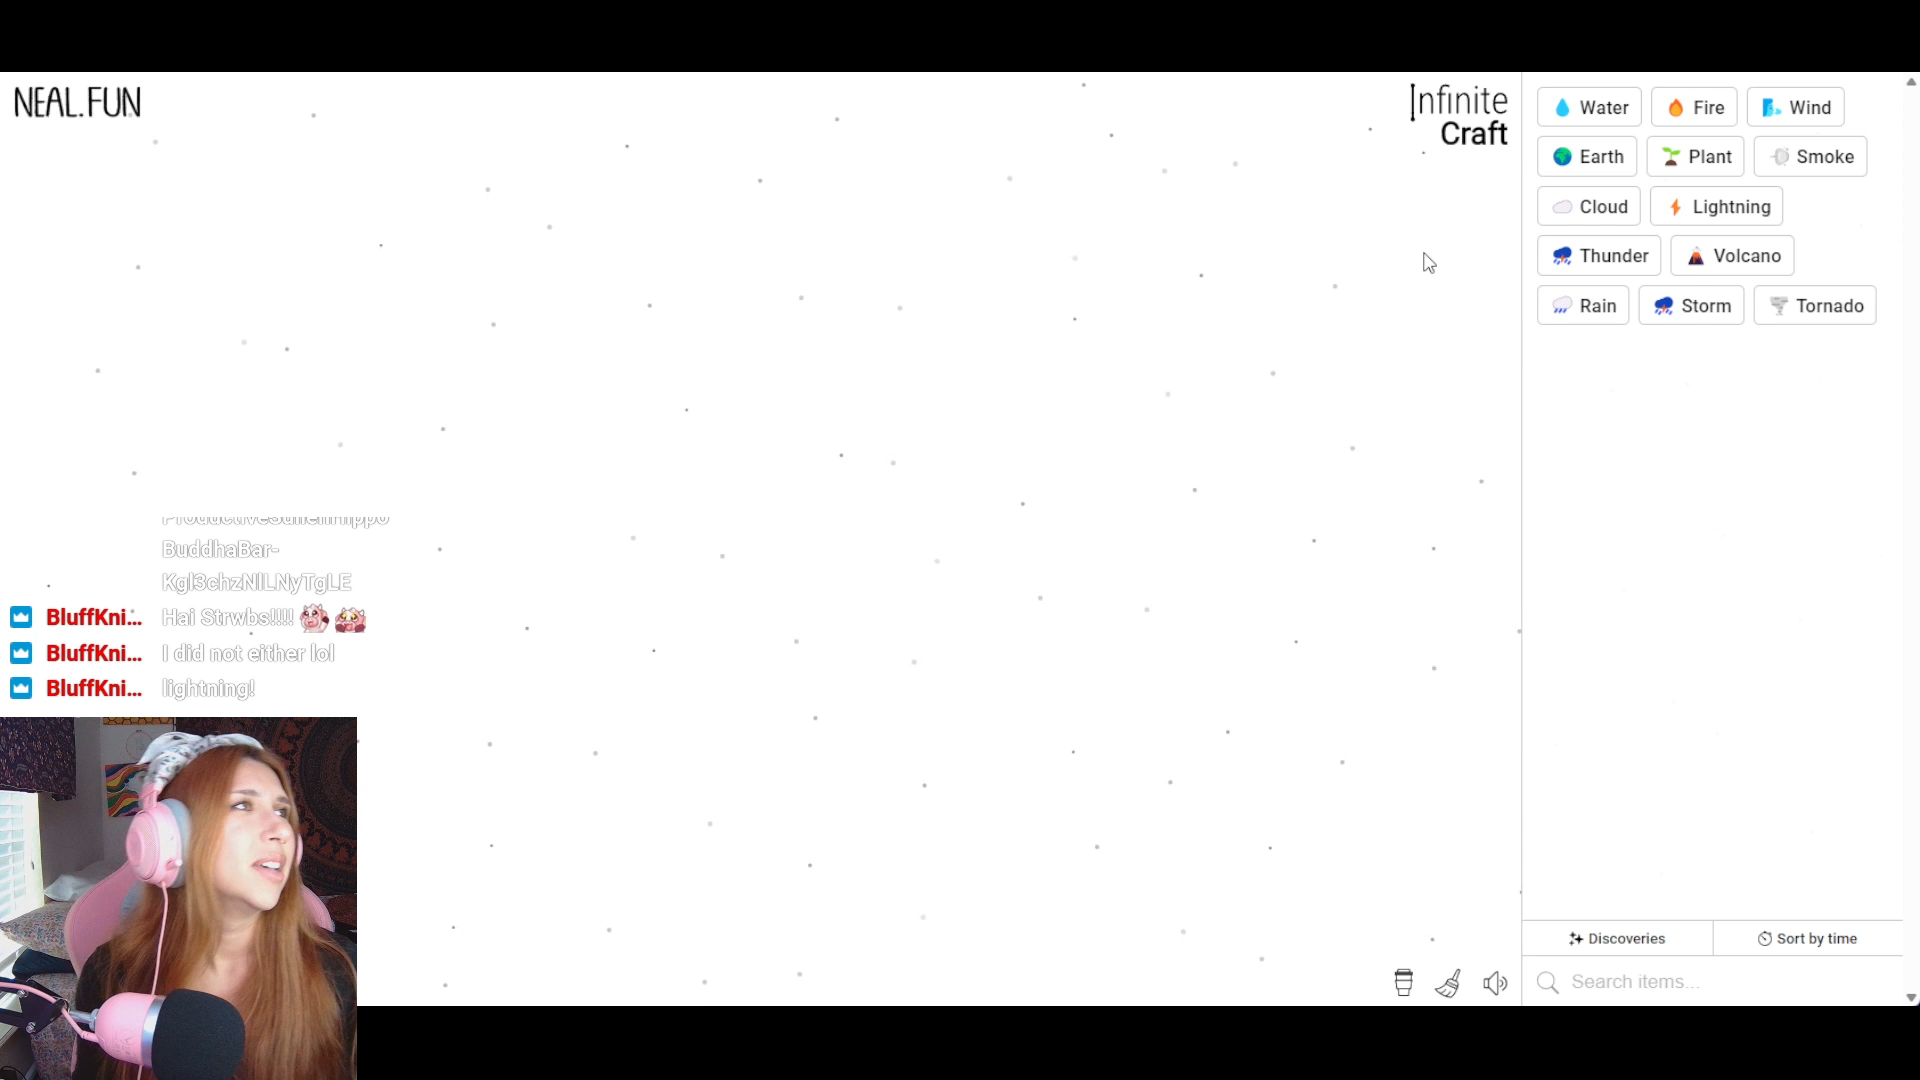 NEAL.FUN
Infinite
Craft
Water Fire Wind
Earth Plant Smoke
Cloud Lightning
Thunder Volcano
Rain Storm Tornado
BuddhaBar-
BluffKni... Hai Strwbs!!!!
BluffKni... I did not either lol
BluffKni... lightning!
Discoveries Sort by time
Search items...